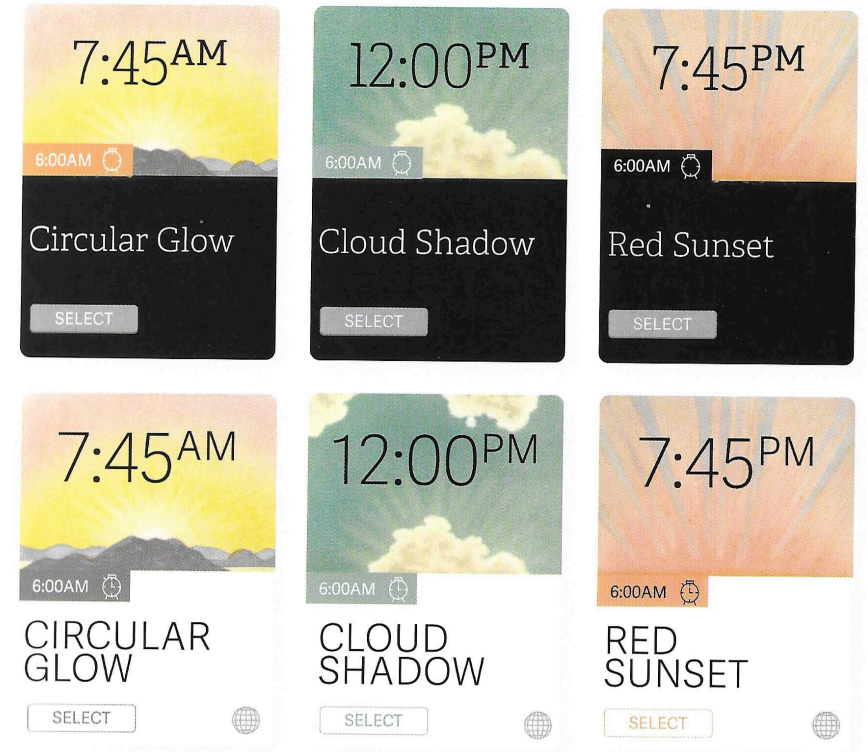 7:45AM
6:00AM
Circular Glow
SELECT
12:00PM
6:00AM
Cloud Shadow
SELECT
7:45PM
6:00AM
Red Sunset
SELECT
7:45AM
6:00AM
CIRCULAR
GLOW
SELECT
12:00PM
6:00AM
CLOUD
SHADOW
SELECT
7:45PM
6:00AM
RED
SUNSET
SELECT